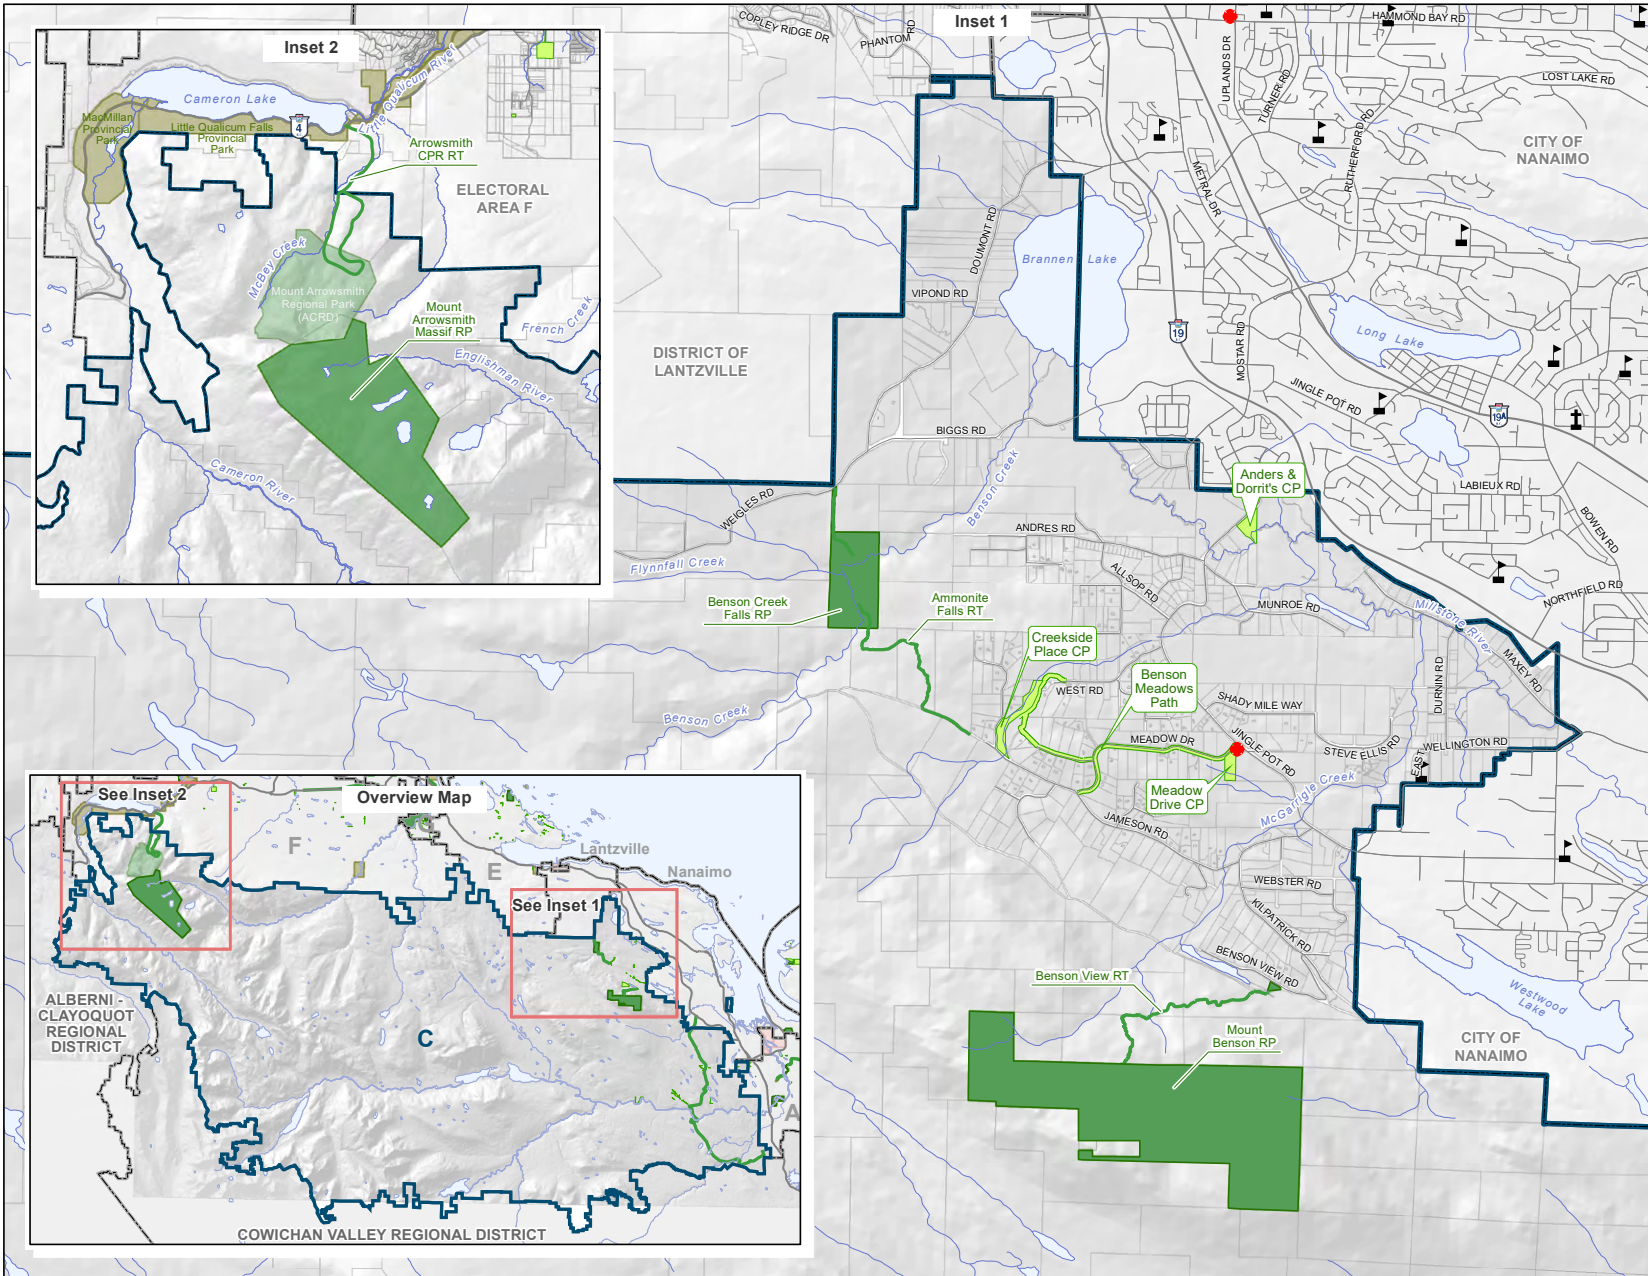 Inset 1
COPLEY RIDGE DR
PHANTOM RD
HAMMOND BAY RD
LOST LAKE RD
UPLANDS DR
TURNER RD
RUTHERFORD RD
METRAL DR
CITY OF
NANAIMO
DOUMONT RD
Brannen Lake
VIPOND RD
DISTRICT OF
LANTZVILLE
19
MOSTAR RD
Long Lake
JINGLE POT RD
19A
BIGGS RD
Anders &
Dorrit's CP
LABIEUX RD
BOWEN RD
WEIGLES RD
Benson Creek
ANDRES RD
Flynnfall Creek
ALLSOP RD
NORTHFIELD RD
Benson Creek
Falls RP
Ammonite
Falls RT
MUNROE RD
Millstone River
Creekside
Place CP
MAXEY RD
DURNIN RD
WEST RD
Benson
Meadows
Path
SHADY MILE WAY
Benson Creek
MEADOW DR
JINGLE POT RD
STEVE ELLIS RD
EAST WELLINGTON RD
Meadow
Drive CP
McGarrigle Creek
JAMESON RD
WEBSTER RD
KILPATRICK RD
BENSON VIEW RD
Benson View RT
Westwood
Lake
Mount
Benson RP
CITY OF
NANAIMO
Inset 2
Cameron Lake
Little Qualicum River
MacMillan
Provincial
Park
Little Qualicum Falls
Provincial
Park
4
Arrowsmith
CPR RT
ELECTORAL
AREA F
McBey Creek
Mount Arrowsmith
Regional Park
(ACRD)
Mount
Arrowsmith
Massif RP
French Creek
Englishman River
Cameron River
Overview Map
See Inset 2
F
G
E
Lantzville
Nanaimo
See Inset 1
ALBERNI -
CLAYOQUOT
REGIONAL
DISTRICT
C
A
COWICHAN VALLEY REGIONAL DISTRICT